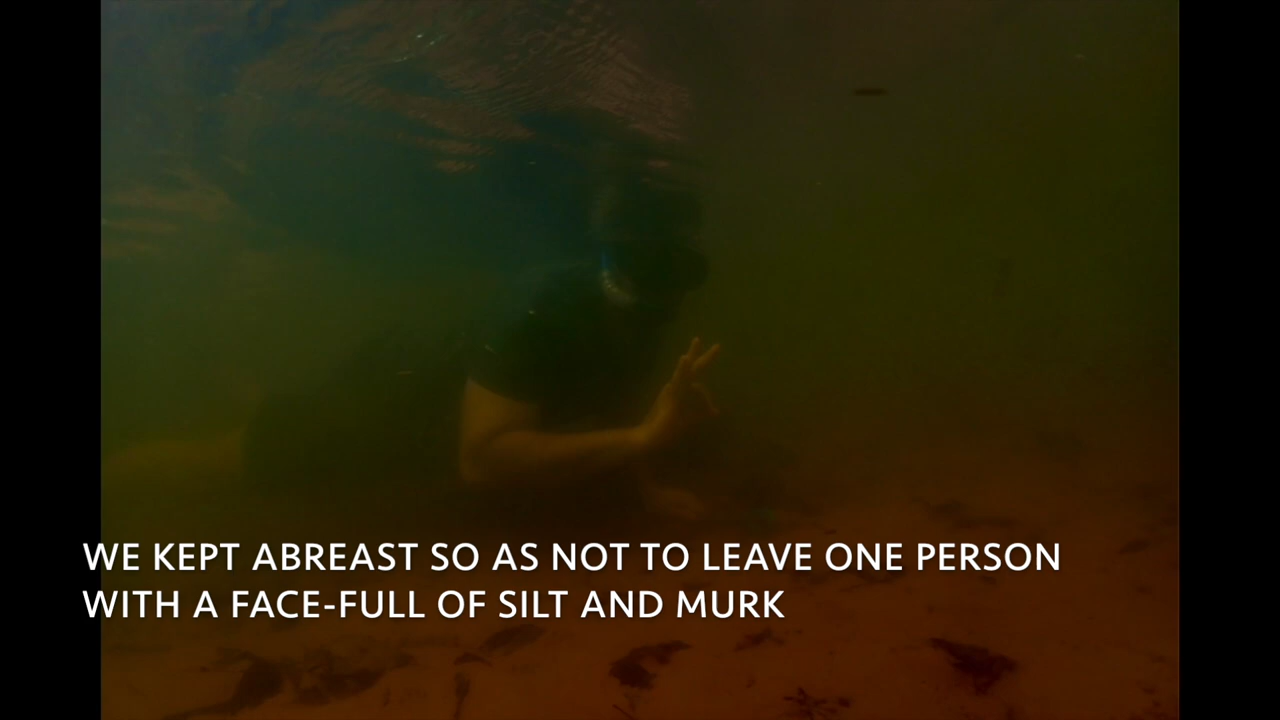 WE KEPT ABREAST SO AS NOT TO LEAVE ONE PERSON
WITH A FACE-FULL OF SILT AND MURK